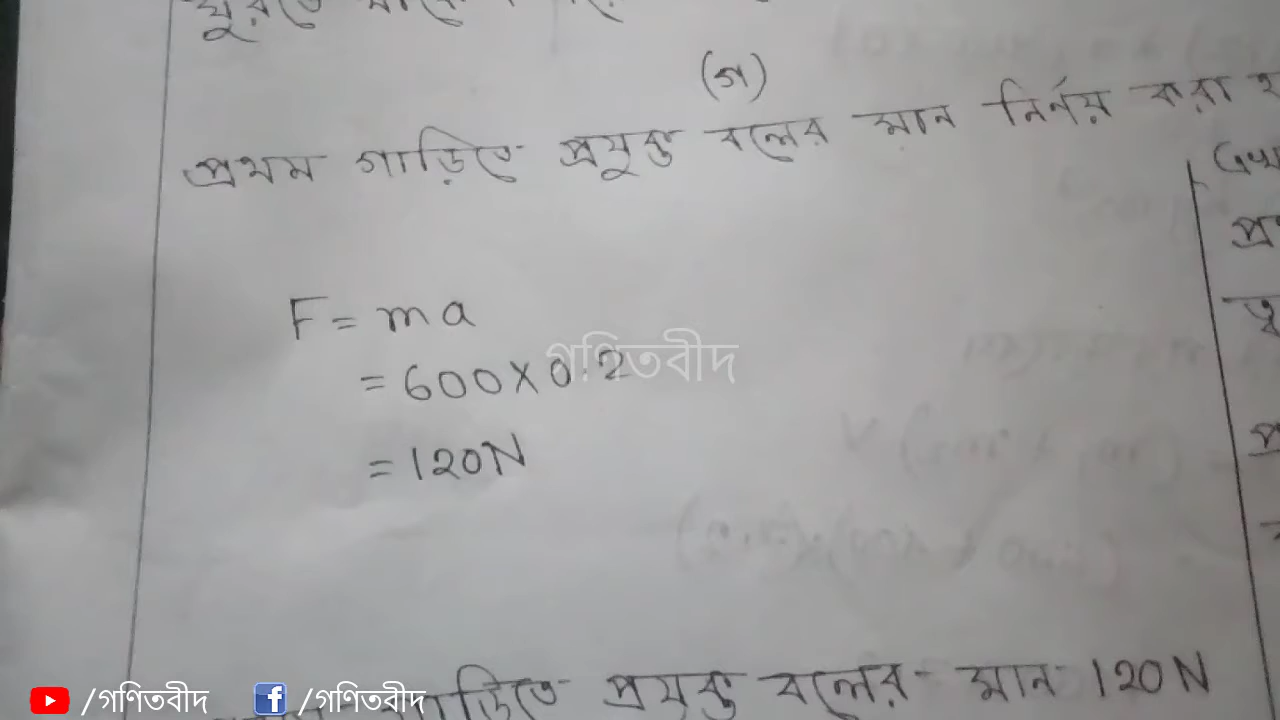 (গ)
প্রথম গাড়িতে প্রযুক্ত বলের মান নির্ণয় করা
F = ma
= 600 × 0.2
= 120N
গণিতবীদ
গাড়িতে প্রযুক্ত বলের মান 120N
/গণিতবীদ /গণিতবীদ